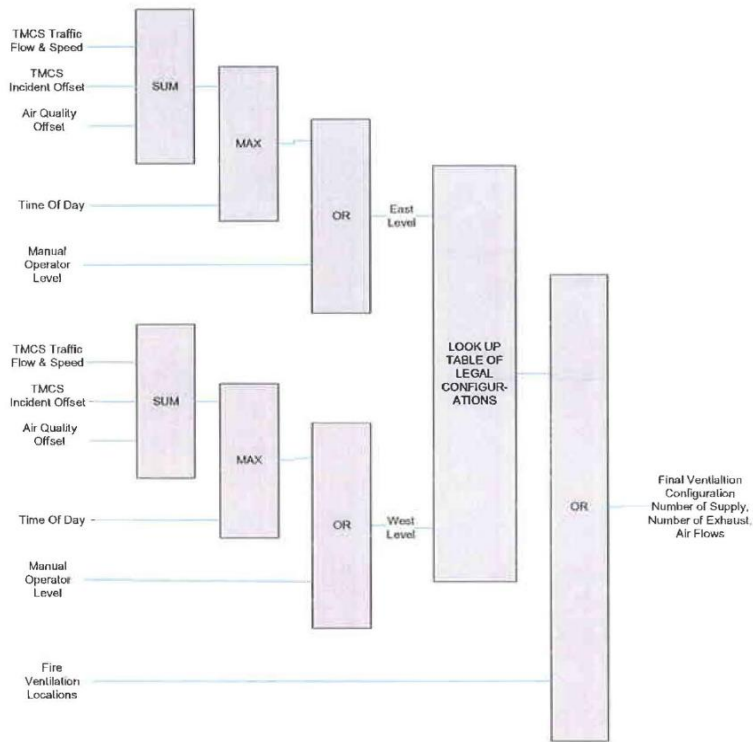 TMCS Traffic
Flow & Speed
TMCS
Incident Offset
Air Quality
Offset
SUM
MAX
Time Of Day
OR
East
Level
Manual
Operator
Level
TMCS Traffic
Flow & Speed
TMCS
Incident Offset
Air Quality
Offset
SUM
MAX
Time Of Day
OR
West
Level
Manual
Operator
Level
LOOK UP
TABLE OF
LEGAL
CONFIGUR-
ATIONS
Fire
Ventilation
Locations
OR
Final Ventialtion
Configuration
Number of Supply,
Number of Exhaust,
Air Flows